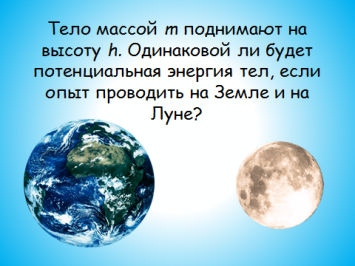 Тело массой m поднимают на
высоту h. Одинаковой ли будет
потенциальная энергия тел, если
опыт проводить на Земле и на
Луне?